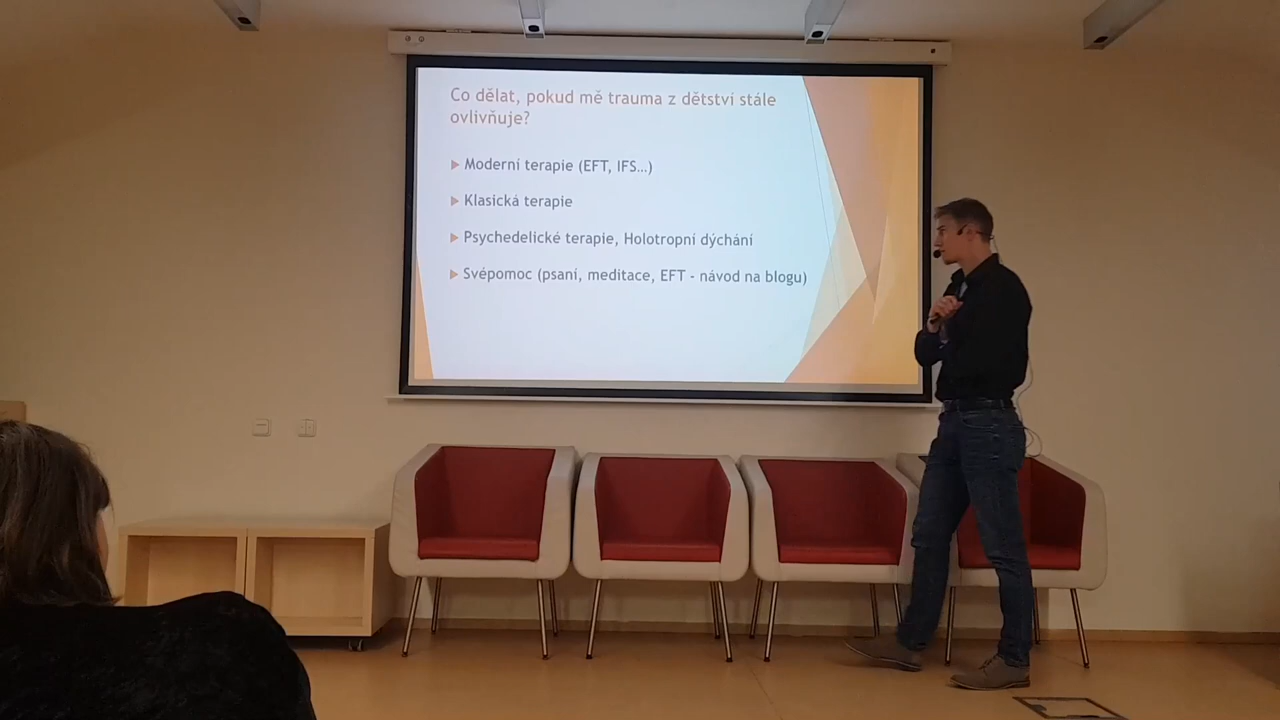 Co dělat, pokud mě trauma z dětství stále
ovlivňuje?
Moderní terapie (EFT, IFS…)
Klasická terapie
Psychedelické terapie, Holotropní dýchání
Svépomoc (psaní, meditace, EFT - návod na blogu)